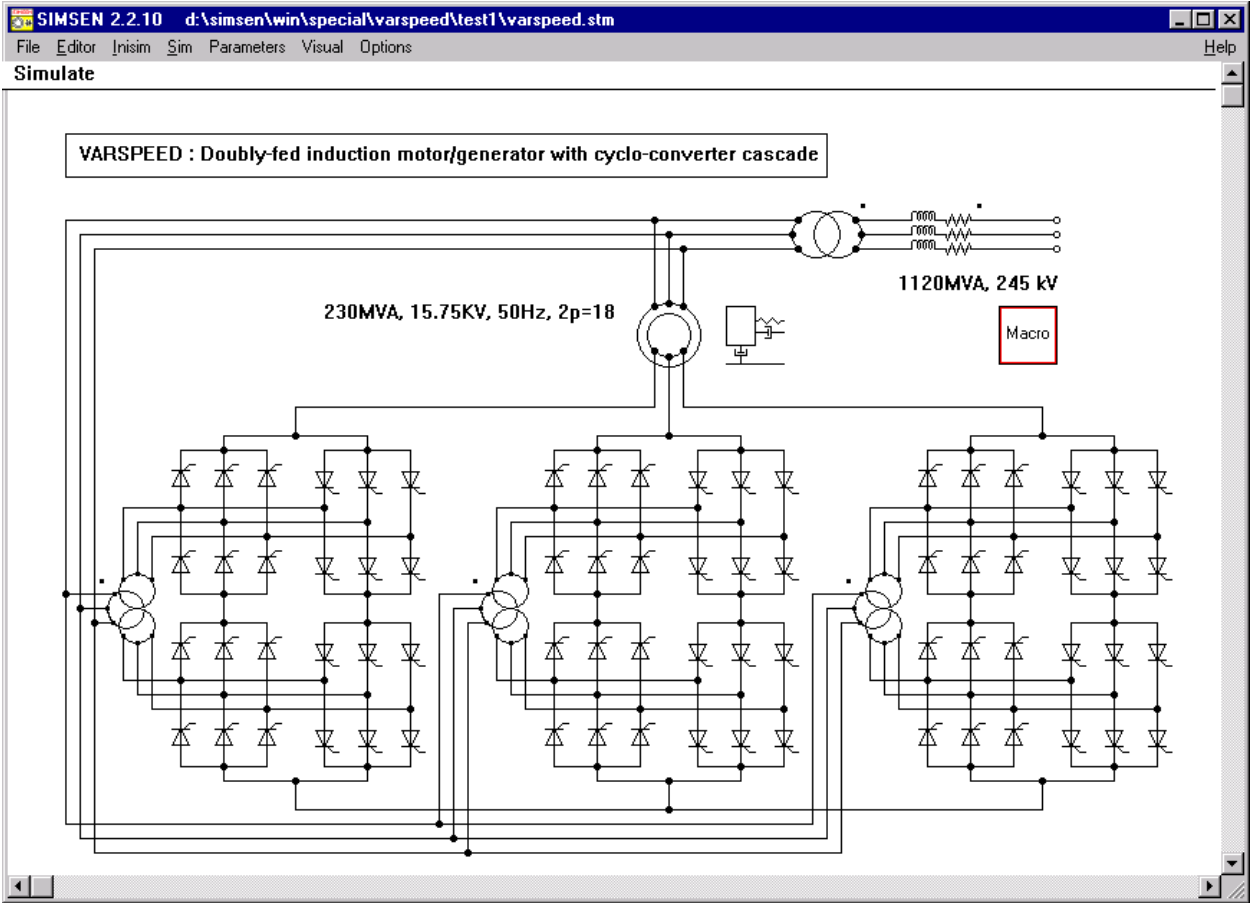 SIMSEN 2.2.10 d:\simsen\win\special\varspeed\test1\varspeed.stm
File Editor Inisim Sim Parameters Visual Options Help
Simulate
VARSPEED : Doubly-fed induction motor/generator with cyclo-converter cascade
1120MVA, 245 kV
230MVA, 15.75KV, 50Hz, 2p=18
Macro